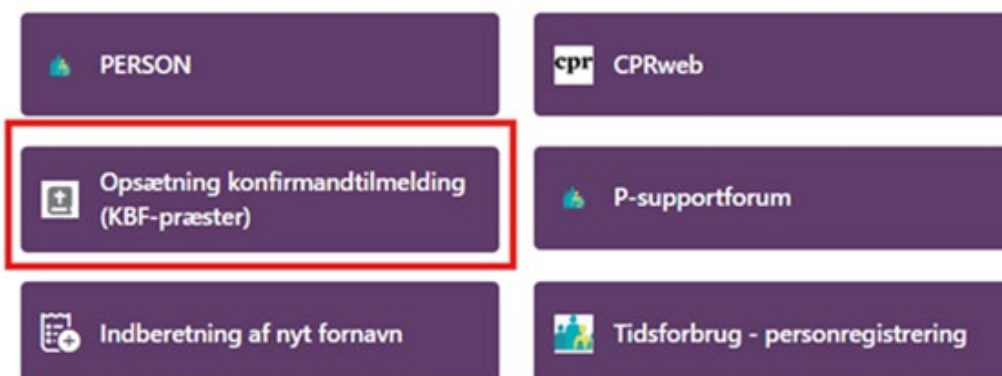 PERSON
cpr CPRweb
Opsætning konfirmandtilmelding
(KBF-præster)
P-supportforum
Indberetning af nyt fornavn
Tidsforbrug - personregistrering